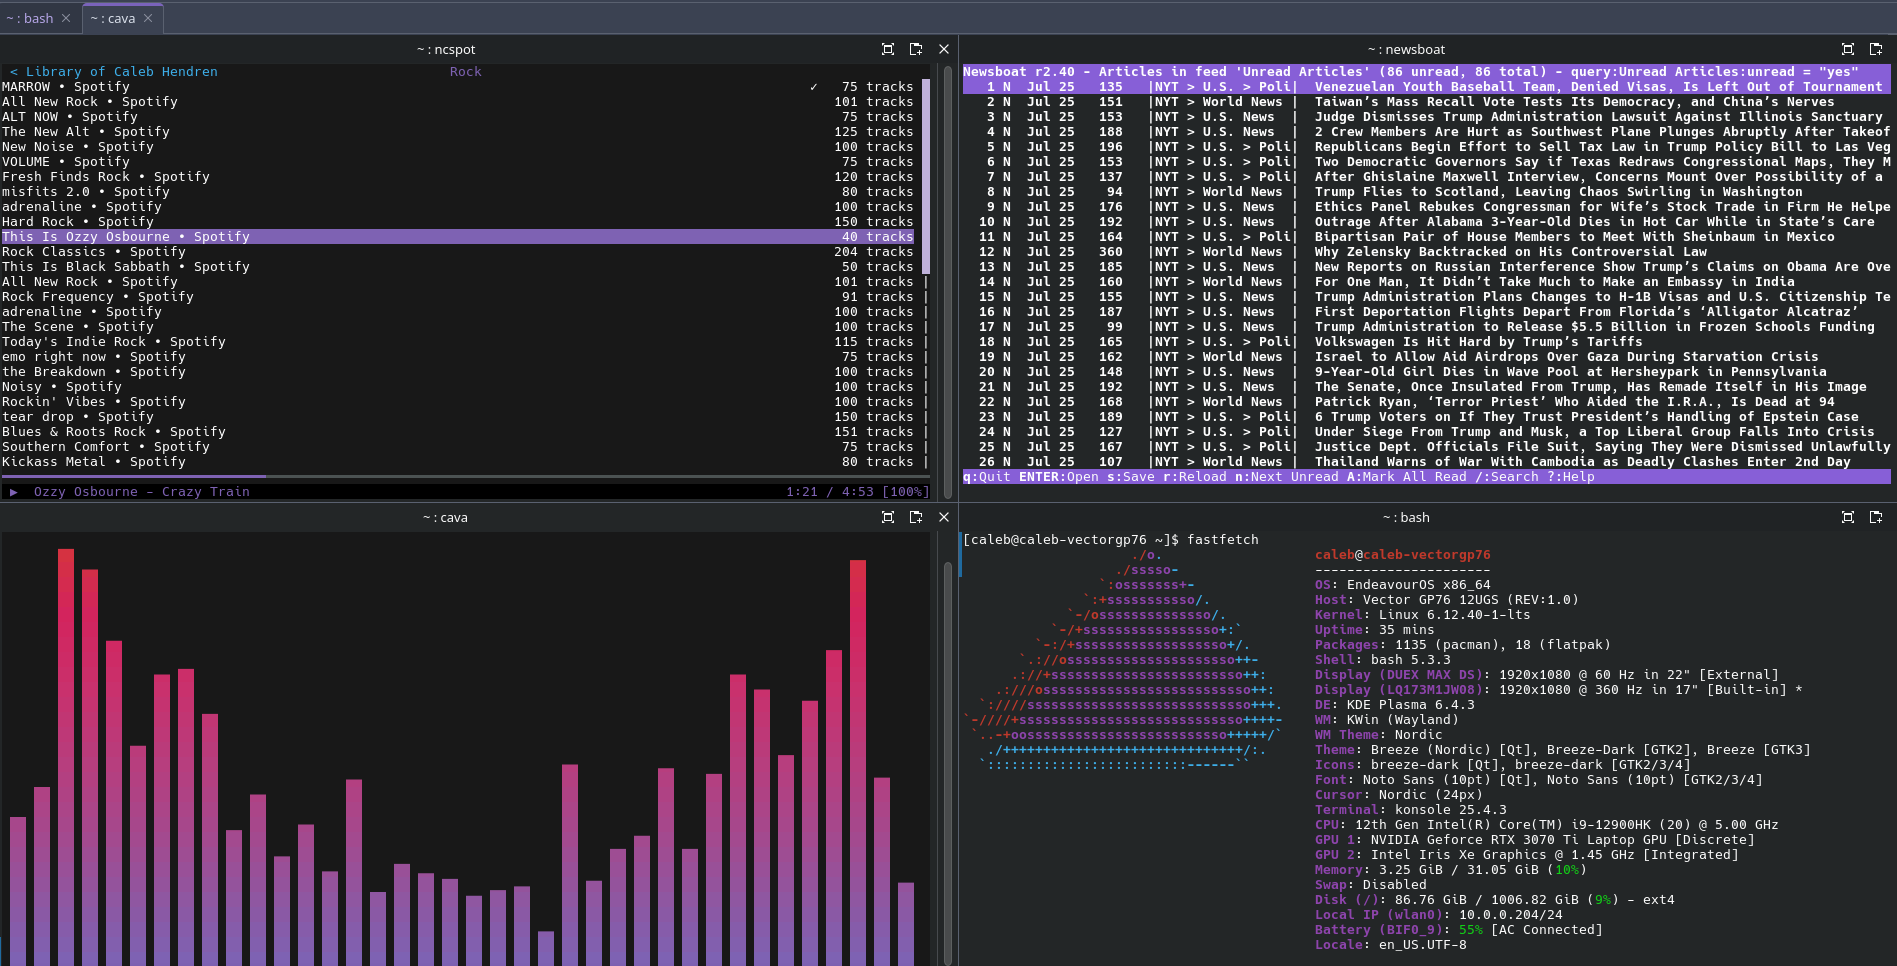 ~ : bash
~ : cava
~ : ncspot
< Library of Caleb Hendren Rock
MARROW • Spotify ✓ 75 tracks
All New Rock • Spotify 101 tracks
ALT NOW • Spotify 75 tracks
The New Alt • Spotify 125 tracks
New Noise • Spotify 100 tracks
VOLUME • Spotify 75 tracks
Fresh Finds Rock • Spotify 120 tracks
misfits 2.0 • Spotify 80 tracks
adrenaline • Spotify 100 tracks
Hard Rock • Spotify 150 tracks
This Is Ozzy Osbourne • Spotify 40 tracks
Rock Classics • Spotify 204 tracks
This Is Black Sabbath • Spotify 50 tracks
All New Rock • Spotify 101 tracks
Rock Frequency • Spotify 91 tracks
adrenaline • Spotify 100 tracks
The Scene • Spotify 100 tracks
Today's Indie Rock • Spotify 115 tracks
emo right now • Spotify 75 tracks
the Breakdown • Spotify 100 tracks
Noisy • Spotify 100 tracks
Rockin' Vibes • Spotify 100 tracks
tear drop • Spotify 150 tracks
Blues & Roots Rock • Spotify 151 tracks
Southern Comfort • Spotify 75 tracks
Kickass Metal • Spotify 80 tracks
▶ Ozzy Osbourne - Crazy Train 1:21 / 4:53 [100%]
~ : newsboat
Newsboat r2.40 - Articles in feed 'Unread Articles' (86 unread, 86 total) - query:Unread Articles:unread = "yes"
1 N Jul 25 135 |NYT > U.S. > Poli| Venezuelan Youth Baseball Team, Denied Visas, Is Left Out of Tournament
2 N Jul 25 151 |NYT > World News | Taiwan’s Mass Recall Vote Tests Its Democracy, and China’s Nerves
3 N Jul 25 153 |NYT > U.S. News | Judge Dismisses Trump Administration Lawsuit Against Illinois Sanctuary
4 N Jul 25 188 |NYT > U.S. News | 2 Crew Members Are Hurt as Southwest Plane Plunges Abruptly After Takeof
5 N Jul 25 196 |NYT > U.S. > Poli| Republicans Begin Effort to Sell Tax Law in Trump Policy Bill to Las Veg
6 N Jul 25 153 |NYT > U.S. News | Two Democratic Governors Say if Texas Redraws Congressional Maps, They M
7 N Jul 25 137 |NYT > U.S. > Poli| After Ghislaine Maxwell Interview, Concerns Mount Over Possibility of a
8 N Jul 25 94 |NYT > World News | Trump Flies to Scotland, Leaving Chaos Swirling in Washington
9 N Jul 25 176 |NYT > U.S. News | Ethics Panel Rebukes Congressman for Wife’s Stock Trade in Firm He Helpe
10 N Jul 25 192 |NYT > U.S. News | Outrage After Alabama 3-Year-Old Dies in Hot Car While in State’s Care
11 N Jul 25 164 |NYT > U.S. > Poli| Bipartisan Pair of House Members to Meet With Sheinbaum in Mexico
12 N Jul 25 360 |NYT > World News | Why Zelensky Backtracked on His Controversial Law
13 N Jul 25 185 |NYT > U.S. News | New Reports on Russian Interference Show Trump’s Claims on Obama Are Ove
14 N Jul 25 160 |NYT > World News | For One Man, It Didn’t Take Much to Make an Embassy in India
15 N Jul 25 155 |NYT > U.S. News | Trump Administration Plans Changes to H-1B Visas and U.S. Citizenship Te
16 N Jul 25 187 |NYT > U.S. News | First Deportation Flights Depart From Florida’s ‘Alligator Alcatraz’
17 N Jul 25 99 |NYT > U.S. News | Trump Administration to Release $5.5 Billion in Frozen Schools Funding
18 N Jul 25 165 |NYT > U.S. > Poli| Volkswagen Is Hit Hard by Trump’s Tariffs
19 N Jul 25 162 |NYT > World News | Israel to Allow Aid Airdrops Over Gaza During Starvation Crisis
20 N Jul 25 148 |NYT > U.S. News | 9-Year-Old Girl Dies in Wave Pool at Hersheypark in Pennsylvania
21 N Jul 25 192 |NYT > U.S. News | The Senate, Once Insulated From Trump, Has Remade Itself in His Image
22 N Jul 25 168 |NYT > World News | Patrick Ryan, ‘Terror Priest’ Who Aided the I.R.A., Is Dead at 94
23 N Jul 25 189 |NYT > U.S. > Poli| 6 Trump Voters on If They Trust President’s Handling of Epstein Case
24 N Jul 25 127 |NYT > U.S. > Poli| Under Siege From Trump and Musk, a Top Liberal Group Falls Into Crisis
25 N Jul 25 167 |NYT > U.S. > Poli| Justice Dept. Officials File Suit, Saying They Were Dismissed Unlawfully
26 N Jul 25 107 |NYT > World News | Thailand Warns of War With Cambodia as Deadly Clashes Enter 2nd Day
q:Quit ENTER:Open s:Save r:Reload n:Next Unread A:Mark All Read /:Search ?:Help
~ : cava
~ : bash
[caleb@caleb-vectorgp76 ~]$ fastfetch
caleb@caleb-vectorgp76
----------------------
OS: EndeavourOS x86_64
Host: Vector GP76 12UGS (REV:1.0)
Kernel: Linux 6.12.40-1-lts
Uptime: 35 mins
Packages: 1135 (pacman), 18 (flatpak)
Shell: bash 5.3.3
Display (DUEX MAX DS): 1920x1080 @ 60 Hz in 22" [External]
Display (LQ173M1JW08): 1920x1080 @ 360 Hz in 17" [Built-in] *
DE: KDE Plasma 6.4.3
WM: KWin (Wayland)
WM Theme: Nordic
Theme: Breeze (Nordic) [Qt], Breeze-Dark [GTK2], Breeze [GTK3]
Icons: breeze-dark [Qt], breeze-dark [GTK2/3/4]
Font: Noto Sans (10pt) [Qt], Noto Sans (10pt) [GTK2/3/4]
Cursor: Nordic (24px)
Terminal: konsole 25.4.3
CPU: 12th Gen Intel(R) Core(TM) i9-12900HK (20) @ 5.00 GHz
GPU 1: NVIDIA Geforce RTX 3070 Ti Laptop GPU [Discrete]
GPU 2: Intel Iris Xe Graphics @ 1.45 GHz [Integrated]
Memory: 3.25 GiB / 31.05 GiB (10%)
Swap: Disabled
Disk (/): 86.76 GiB / 1006.82 GiB (9%) - ext4
Local IP (wlan0): 10.0.0.204/24
Battery (BIF0_9): 55% [AC Connected]
Locale: en_US.UTF-8